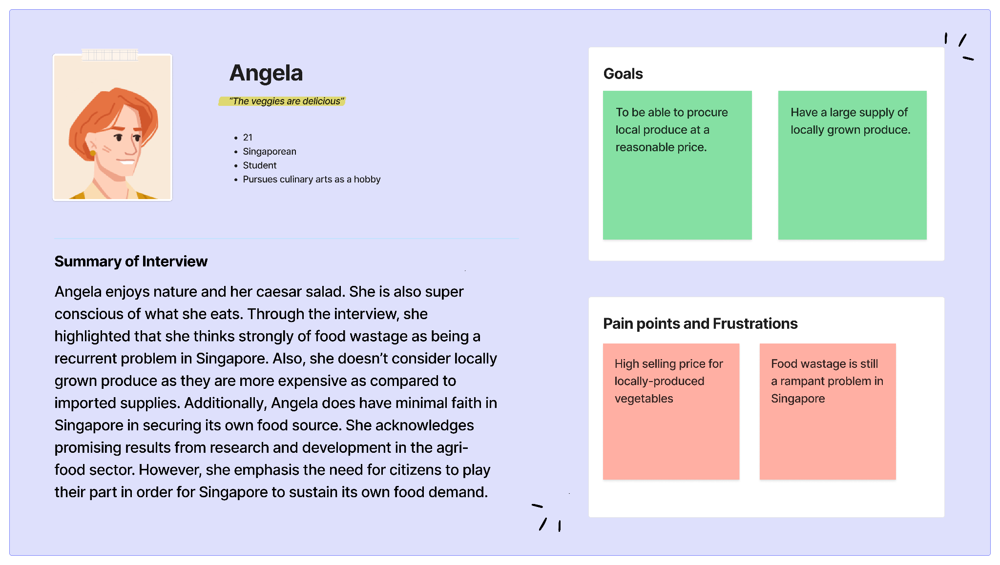 Angela
“The veggies are delicious”
• 21
• Singaporean
• Student
• Pursues culinary arts as a hobby
Summary of Interview
Angela enjoys nature and her caesar salad. She is also super
conscious of what she eats. Through the interview, she
highlighted that she thinks strongly of food wastage as being a
recurrent problem in Singapore. Also, she doesn’t consider locally
grown produce as they are more expensive as compared to
imported supplies. Additionally, Angela does have minimal faith in
Singapore in securing its own food source. She acknowledges
promising results from research and development in the agri-
food sector. However, she emphasis the need for citizens to play
their part in order for Singapore to sustain its own food demand.
Goals
To be able to procure
local produce at a
reasonable price.
Have a large supply of
locally grown produce.
Pain points and Frustrations
High selling price for
locally-produced
vegetables
Food wastage is still
a rampant problem in
Singapore